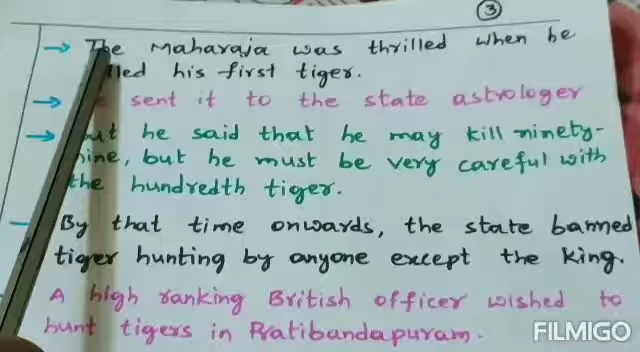 3
→ The Maharaja was thrilled when he
his first tiger.
→ sent it to the state astrologer
→ he said that he may kill ninety-
nine, but he must be very careful with
the hundredth tiger.
By that time onwards, the state banned
tiger hunting by anyone except the king.
A high ranking British officer wished to
hunt tigers in Pratibandapuram.
FILMIGO